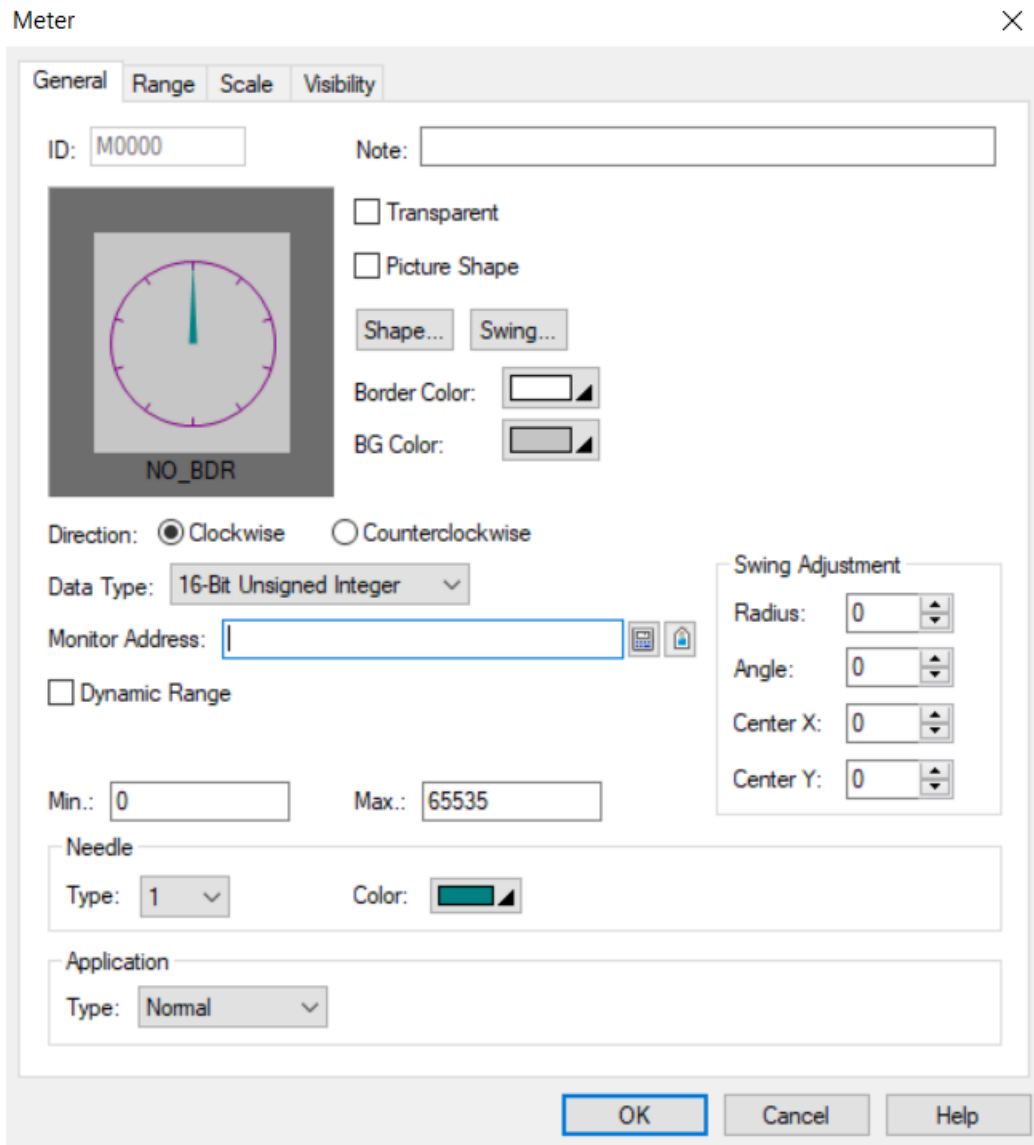 Meter
General Range Scale Visibility
ID: M0000 Note:
Transparent
Picture Shape
Shape... Swing...
Border Color:
BG Color:
NO_BDR
Direction: Clockwise Counterclockwise
Data Type: 16-Bit Unsigned Integer
Monitor Address:
Dynamic Range
Swing Adjustment
Radius: 0
Angle: 0
Center X: 0
Center Y: 0
Min.: 0 Max.: 65535
Needle
Type: 1 Color:
Application
Type: Normal
OK Cancel Help